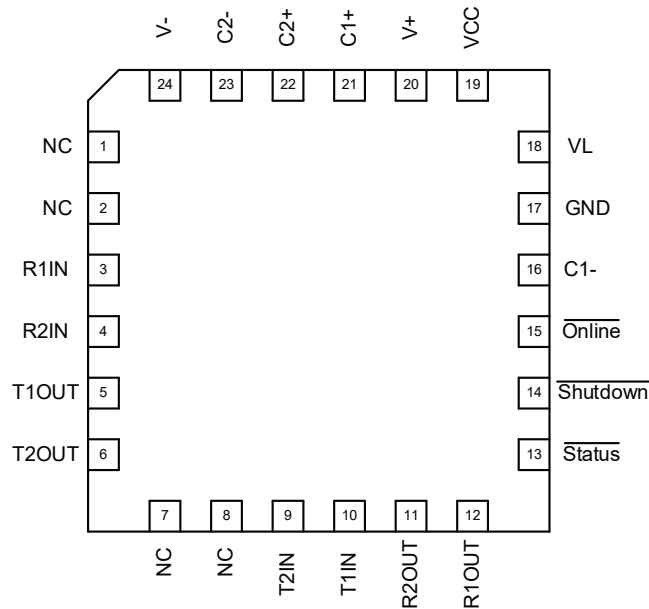 V-
C2-
C2+
C1+
V+
VCC
24
23
22
21
20
19
NC 1
18 VL
NC 2
17 GND
R1IN 3
16 C1-
R2IN 4
15 Online
T1OUT 5
14 Shutdown
T2OUT 6
13 Status
7
8
9
10
11
12
NC
NC
T2IN
T1IN
R2OUT
R1OUT